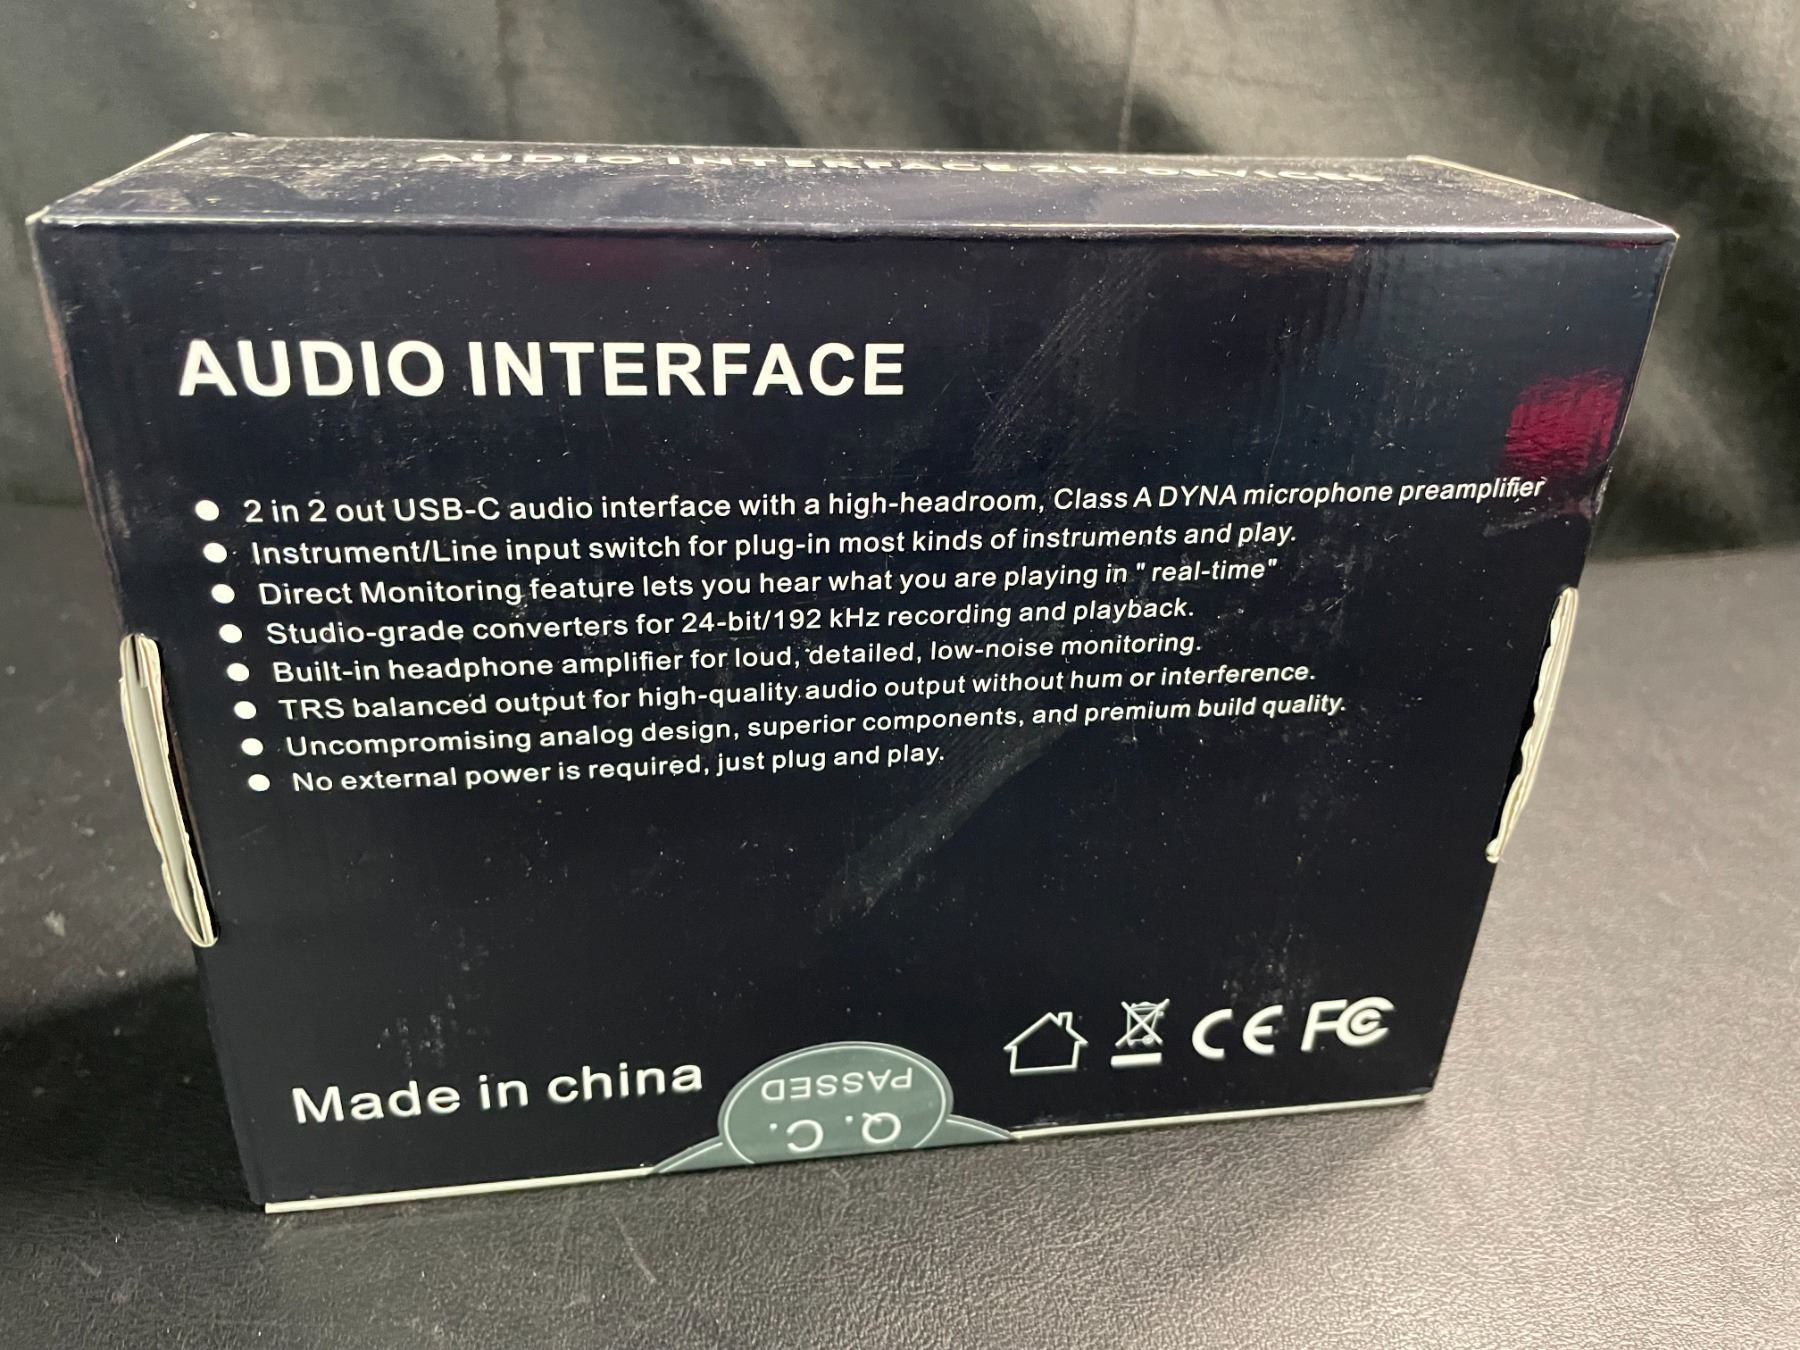 AUDIO INTERFACE 2i2 DEVICES
AUDIO INTERFACE
2 in 2 out USB-C audio interface with a high-headroom, Class A DYNA microphone preamplifier
Instrument/Line input switch for plug-in most kinds of instruments and play.
Direct Monitoring feature lets you hear what you are playing in " real-time"
Studio-grade converters for 24-bit/192 kHz recording and playback.
Built-in headphone amplifier for loud, detailed, low-noise monitoring.
TRS balanced output for high-quality audio output without hum or interference.
Uncompromising analog design, superior components, and premium build quality.
No external power is required, just plug and play.
Made in china
Q.C.
PASSED
CE FC